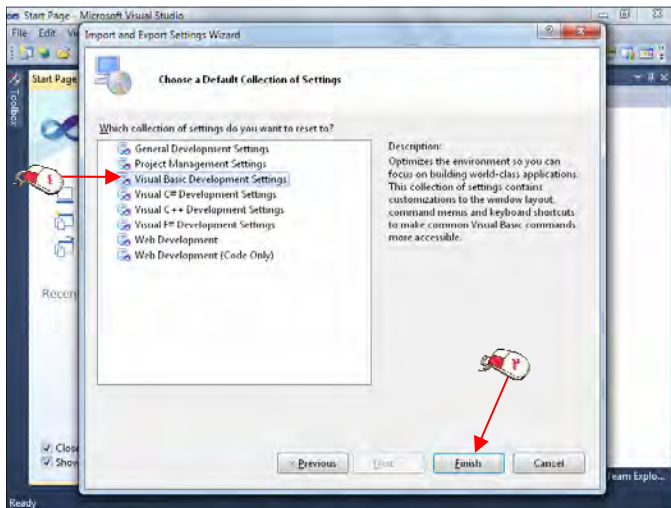 Start Page - Microsoft Visual Studio
File Edit
Import and Export Settings Wizard
Toolbox
Start Page
Choose a Default Collection of Settings
Which collection of settings do you want to reset to?
General Development Settings
Project Management Settings
Visual Basic Development Settings
Visual C# Development Settings
Visual C++ Development Settings
Visual F# Development Settings
Web Development
Web Development (Code Only)
Description:
Optimizes the environment so you can
focus on building world-class applications.
This collection of settings contains
customizations to the window layout,
command menus and keyboard shortcuts
to make common Visual Basic commands
more accessible.
١
Recen
٢
Close
Show
< Previous
Next
Finish
Cancel
Team Explo...
Ready